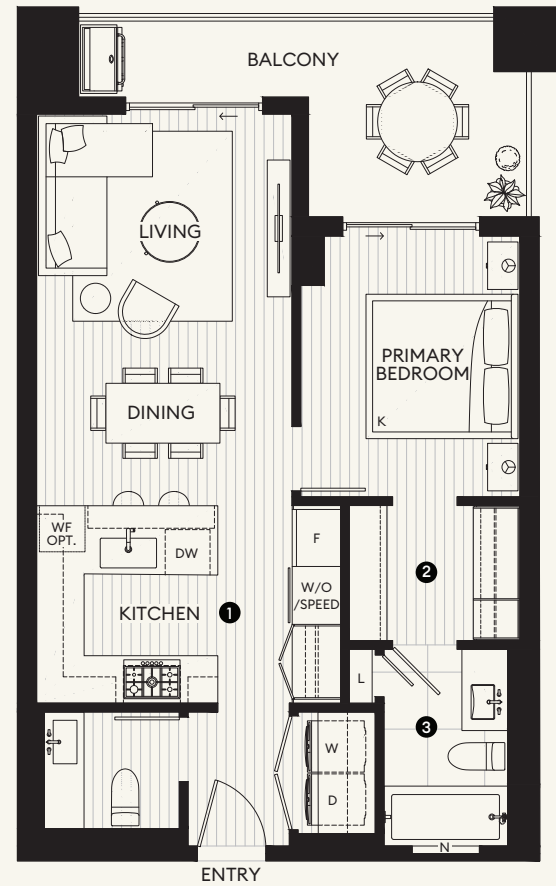 BALCONY
LIVING
PRIMARY
BEDROOM
K
DINING
WF
OPT.
DW
F
W/O
/SPEED
2
KITCHEN 1
L
3
W
D
N
ENTRY